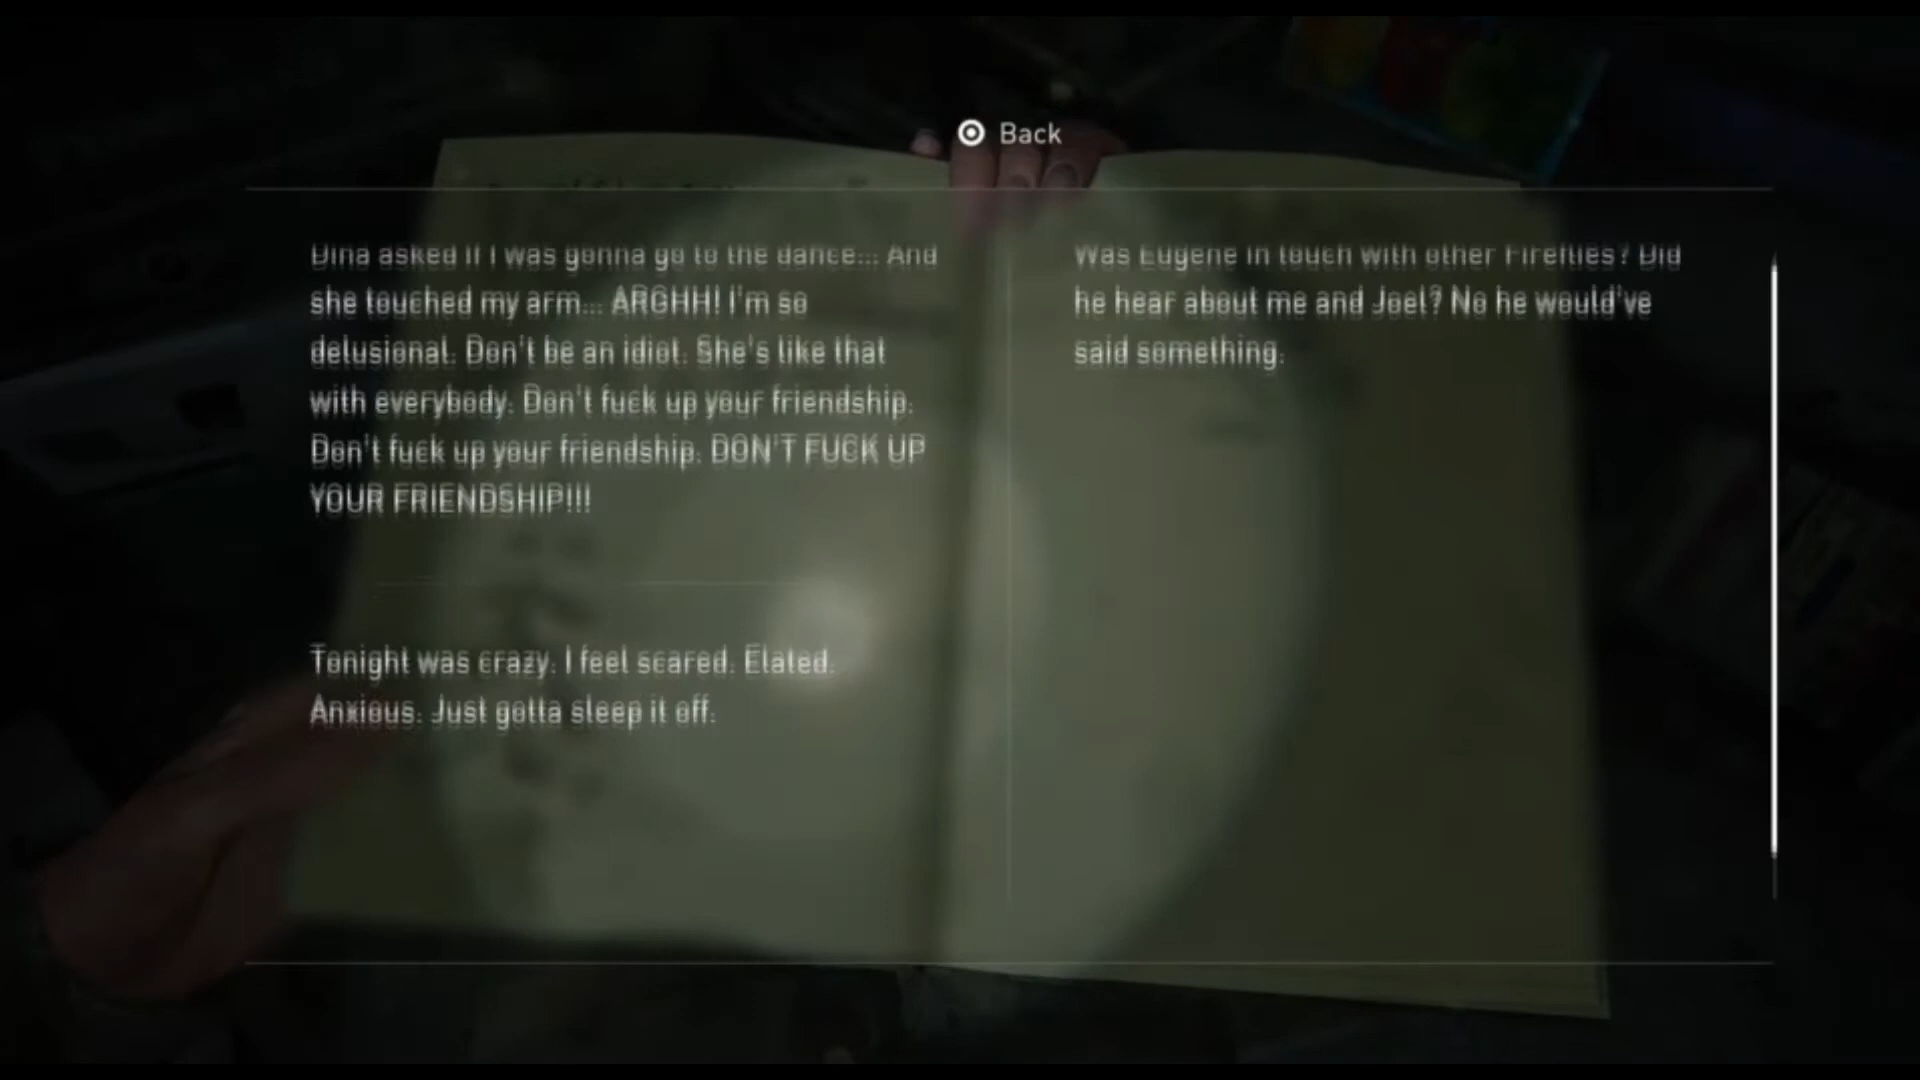 Back
Dina asked if I was gonna go to the dance... And
she touched my arm... ARGHH! I'm so
delusional. Don't be an idiot. She's like that
with everybody. Don't fuck up your friendship.
Don't fuck up your friendship. DON'T FUCK UP
YOUR FRIENDSHIP!!!
Tonight was crazy. I feel scared. Elated.
Anxious. Just gotta sleep it off.
Was Eugene in touch with other Fireflies? Did
he hear about me and Joel? No he would've
said something.